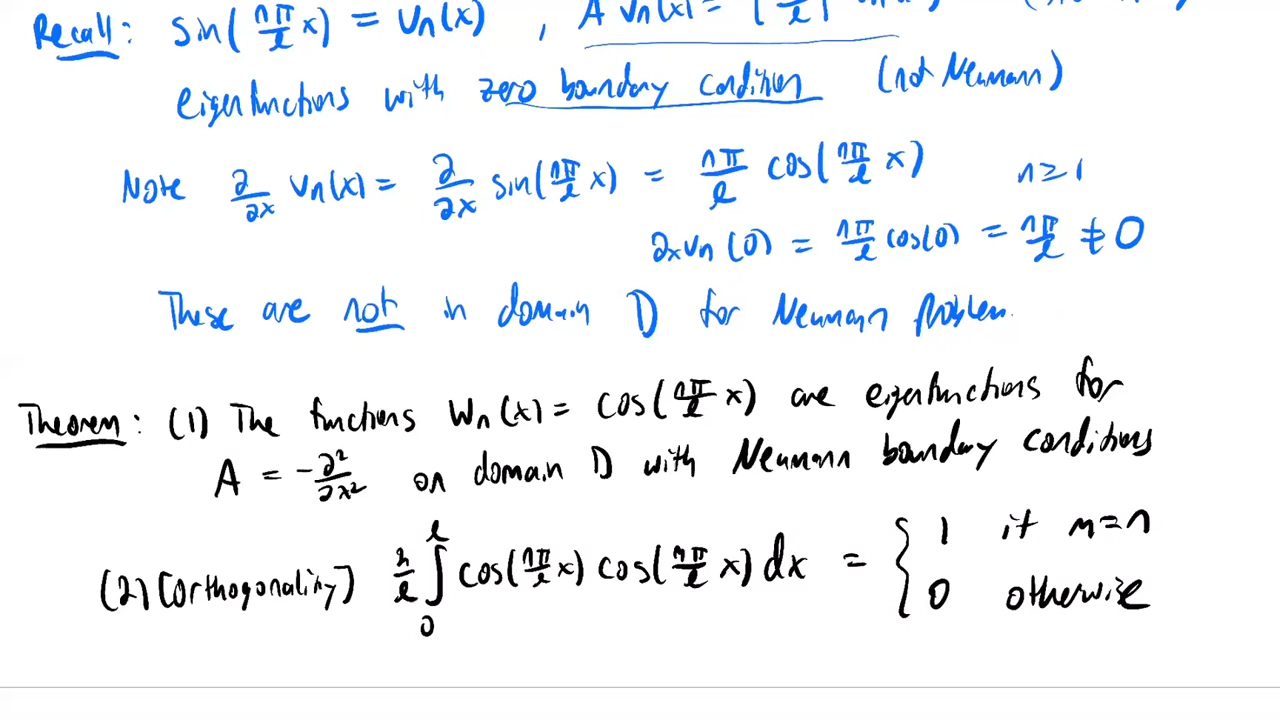 Recall: sin(nπ/l x) = vn(x) , A vn(x) =
eigenfunctions with zero boundary condition (not Neumann)
Note ∂/∂x vn(x) = ∂/∂x sin(nπ/l x) = nπ/l cos(nπ/l x) n ≥ 1
∂x vn(0) = nπ/l cos(0) = nπ/l ≠ 0
These are not in domain D for Neumann problem.
Theorem: (1) The functions Wn(x) = cos(nπ/l x) are eigenfunctions for
A = -∂²/∂x² on domain D with Neumann boundary conditions
(2) [orthogonality] 2/l ∫₀ˡ cos(nπ/l x) cos(mπ/l x) dx = { 1 if m=n
0 otherwise